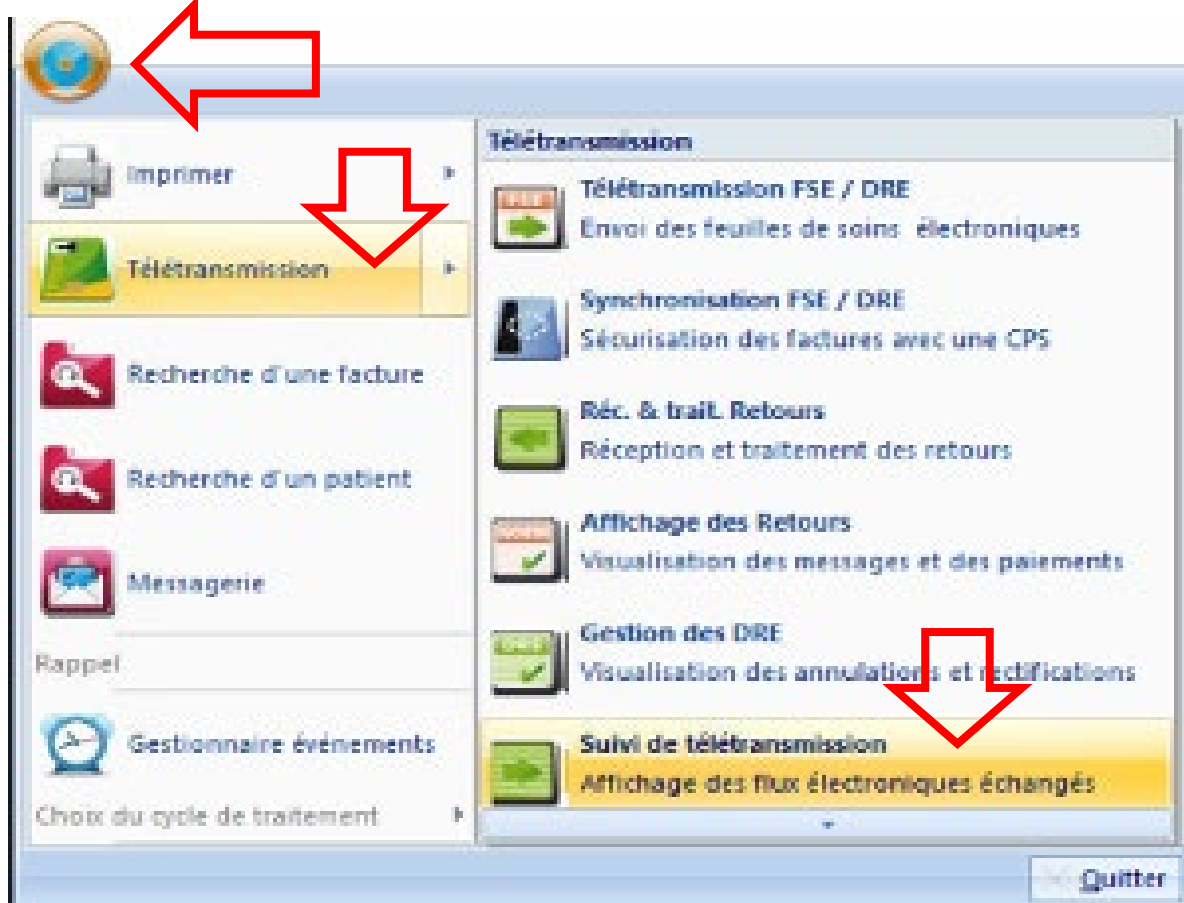 Imprimer
Télétransmission
Recherche d'une facture
Recherche d'un patient
Messagerie
Rappel
Gestionnaire événements
Choix du cycle de traitement
Télétransmission
Télétransmission FSE / DRE
Envoi des feuilles de soins électroniques
Synchronisation FSE / DRE
Sécurisation des factures avec une CPS
Réc. & trait. Retours
Réception et traitement des retours
Affichage des Retours
Visualisation des messages et des paiements
Gestion des DRE
Visualisation des annulations et rectifications
Suivi de télétransmission
Affichage des flux électroniques échangés
Quitter